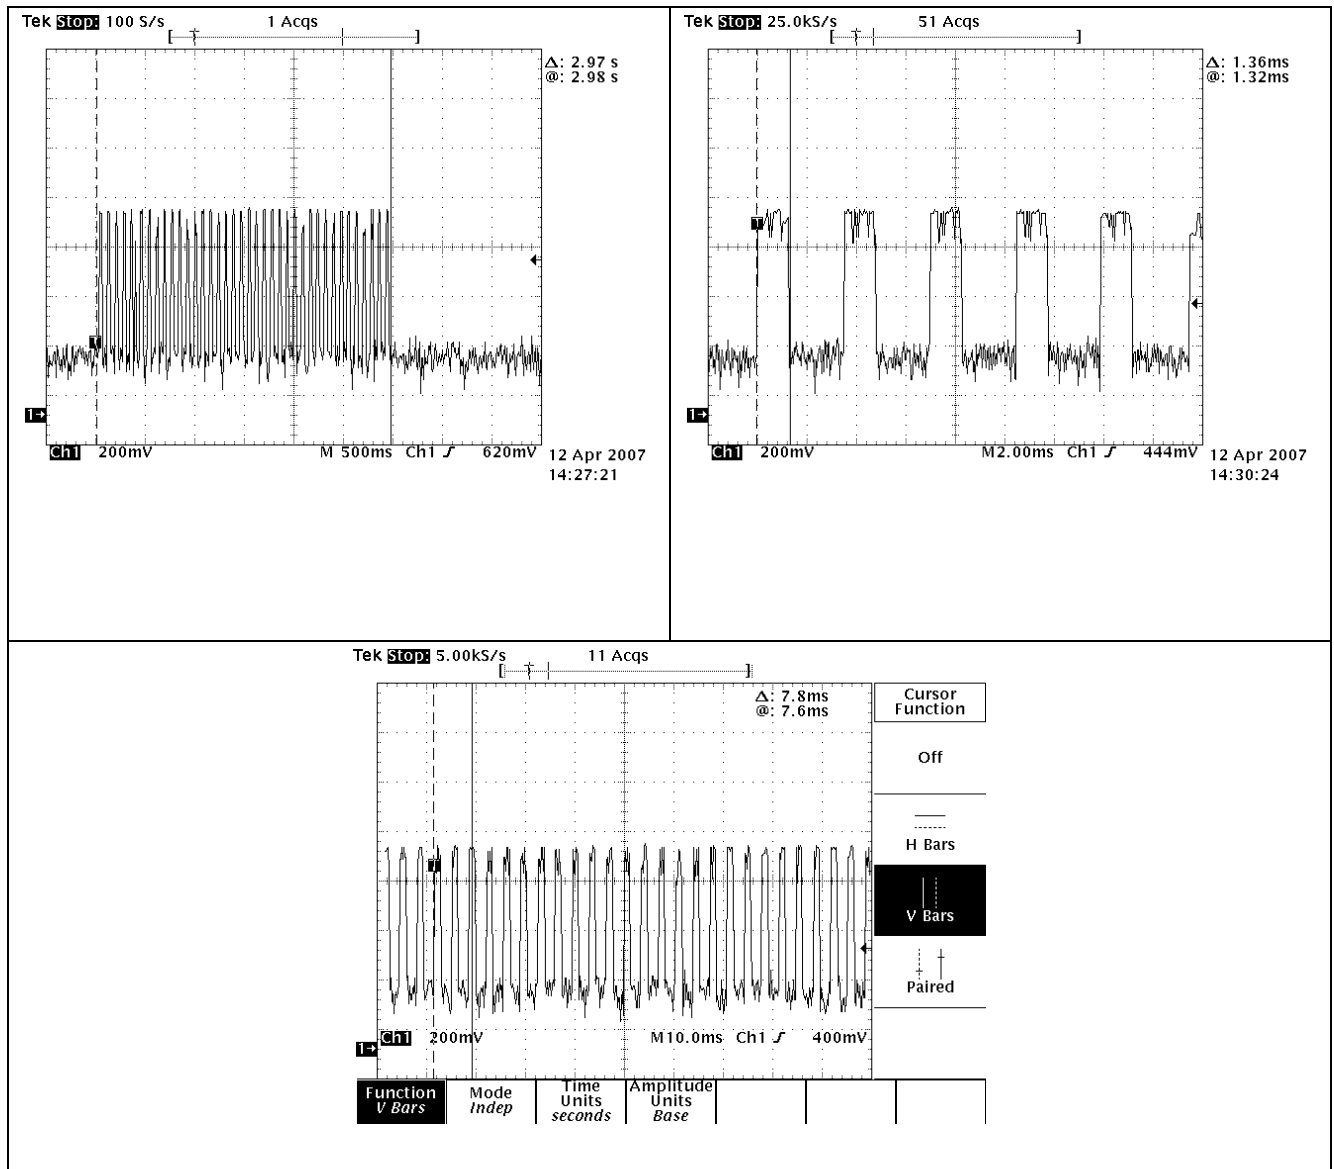 Tek Stop: 100 S/s 1 Acqs
Δ: 2.97 s
@: 2.98 s
T
1→
Ch1 200mV M 500ms Ch1 620mV
12 Apr 2007
14:27:21
Tek Stop: 25.0kS/s 51 Acqs
Δ: 1.36ms
@: 1.32ms
T
1→
Ch1 200mV M2.00ms Ch1 444mV
12 Apr 2007
14:30:24
Tek Stop: 5.00kS/s 11 Acqs
Δ: 7.8ms
@: 7.6ms
T
1→
Ch1 200mV M10.0ms Ch1 400mV
Cursor
Function
Off
H Bars
V Bars
Paired
Function
V Bars
Mode
Indep
Time
Units
seconds
Amplitude
Units
Base